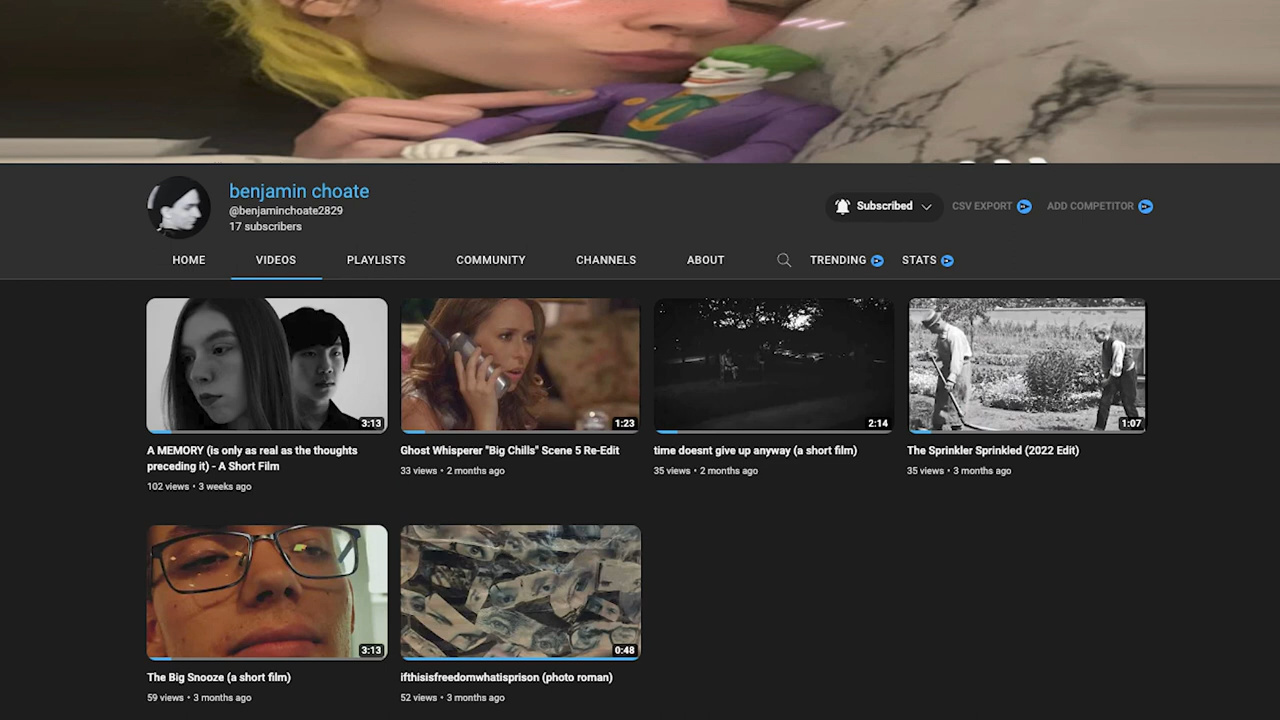 benjamin choate
@benjaminchoate2829
17 subscribers
Subscribed
CSV EXPORT
ADD COMPETITOR
HOME
VIDEOS
PLAYLISTS
COMMUNITY
CHANNELS
ABOUT
TRENDING
STATS
3:13
1:23
2:14
1:07
A MEMORY (is only as real as the thoughts
preceding it) - A Short Film
102 views • 3 weeks ago
Ghost Whisperer "Big Chills" Scene 5 Re-Edit
33 views • 2 months ago
time doesnt give up anyway (a short film)
35 views • 2 months ago
The Sprinkler Sprinkled (2022 Edit)
35 views • 3 months ago
3:13
0:48
The Big Snooze (a short film)
59 views • 3 months ago
ifthisisfreedomwhatisprison (photo roman)
52 views • 3 months ago